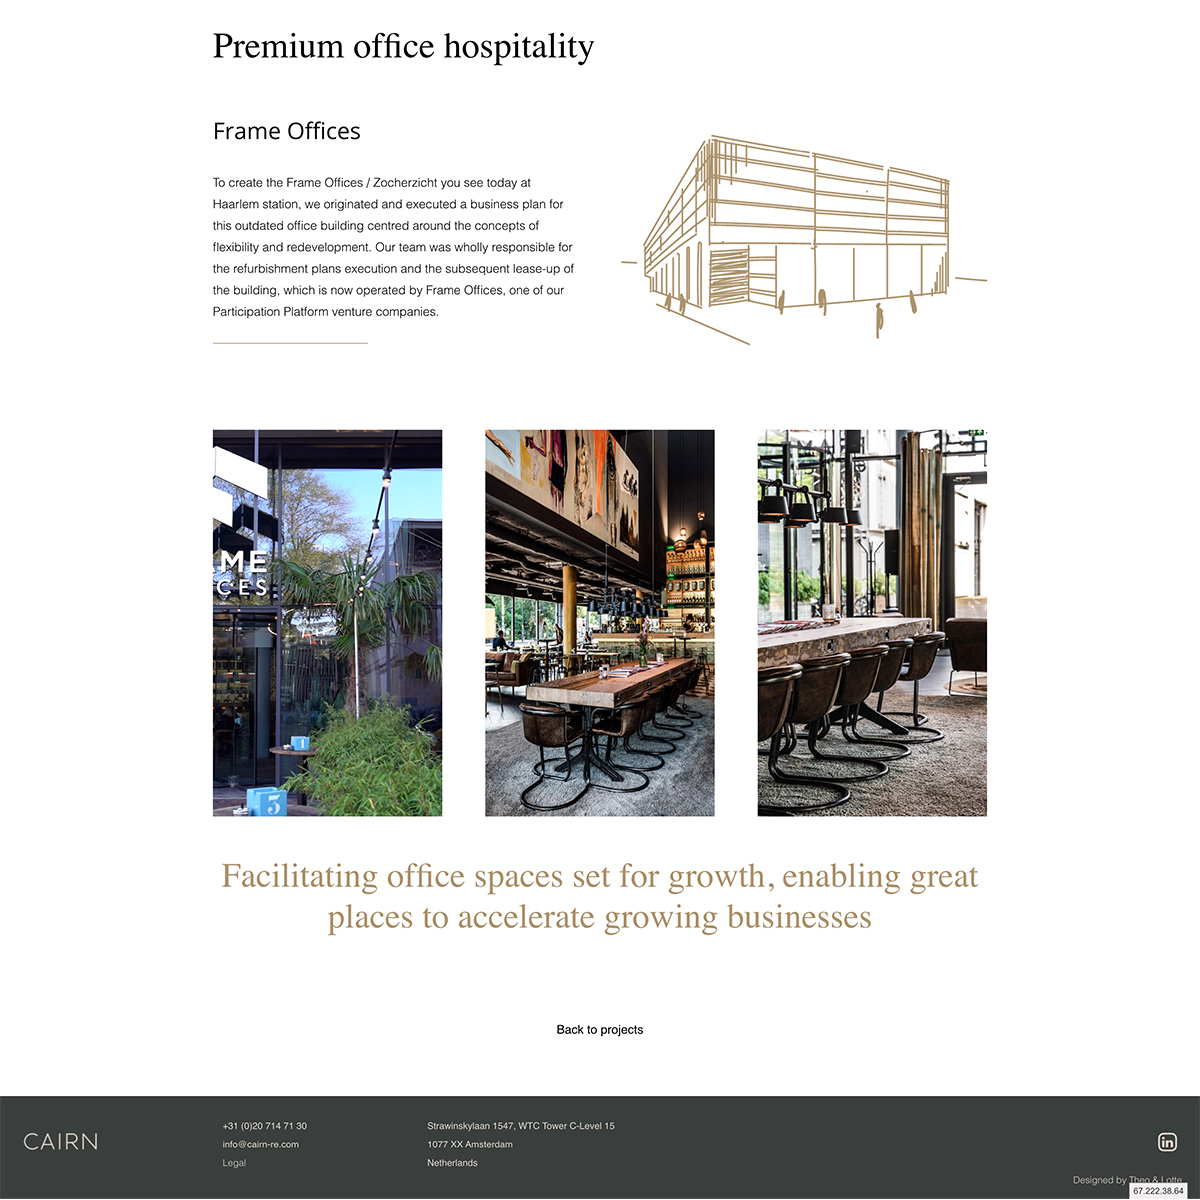 Premium office hospitality
Frame Offices
To create the Frame Offices / Zocherzicht you see today at
Haarlem station, we originated and executed a business plan for
this outdated office building centred around the concepts of
flexibility and redevelopment. Our team was wholly responsible for
the refurbishment plans execution and the subsequent lease-up of
the building, which is now operated by Frame Offices, one of our
Participation Platform venture companies.
ME
CES
1
3
Facilitating office spaces set for growth, enabling great
places to accelerate growing businesses
Back to projects
CAIRN
+31 (0)20 714 71 30
info@cairn-re.com
Legal
Strawinskylaan 1547, WTC Tower C-Level 15
1077 XX Amsterdam
Netherlands
in
Designed by Theo & Lotte
67.222.38.64